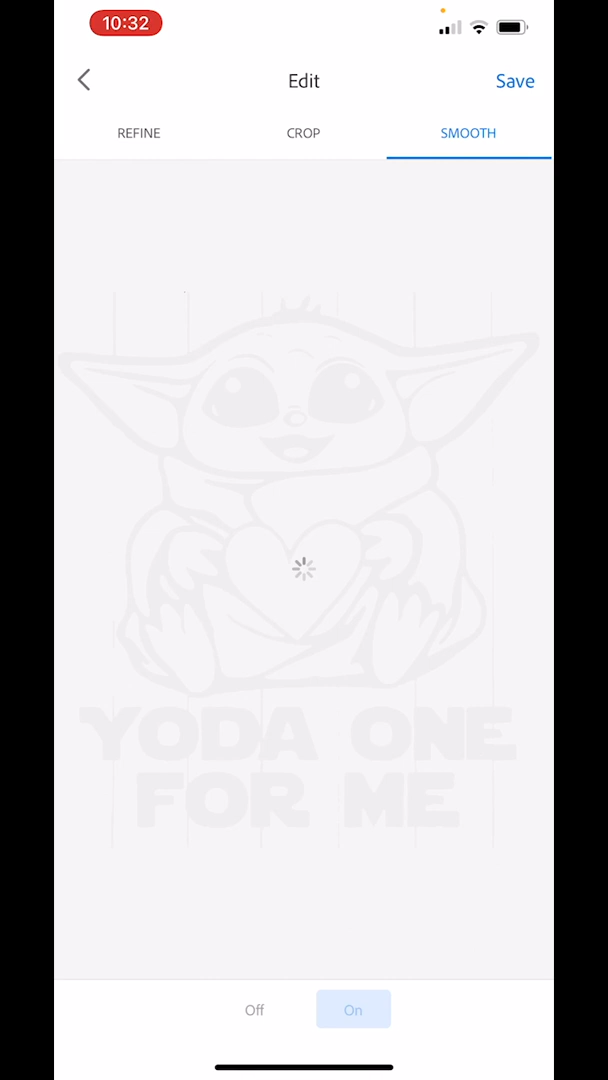 10:32
Edit
Save
REFINE
CROP
SMOOTH
YODA ONE
FOR ME
Off
On